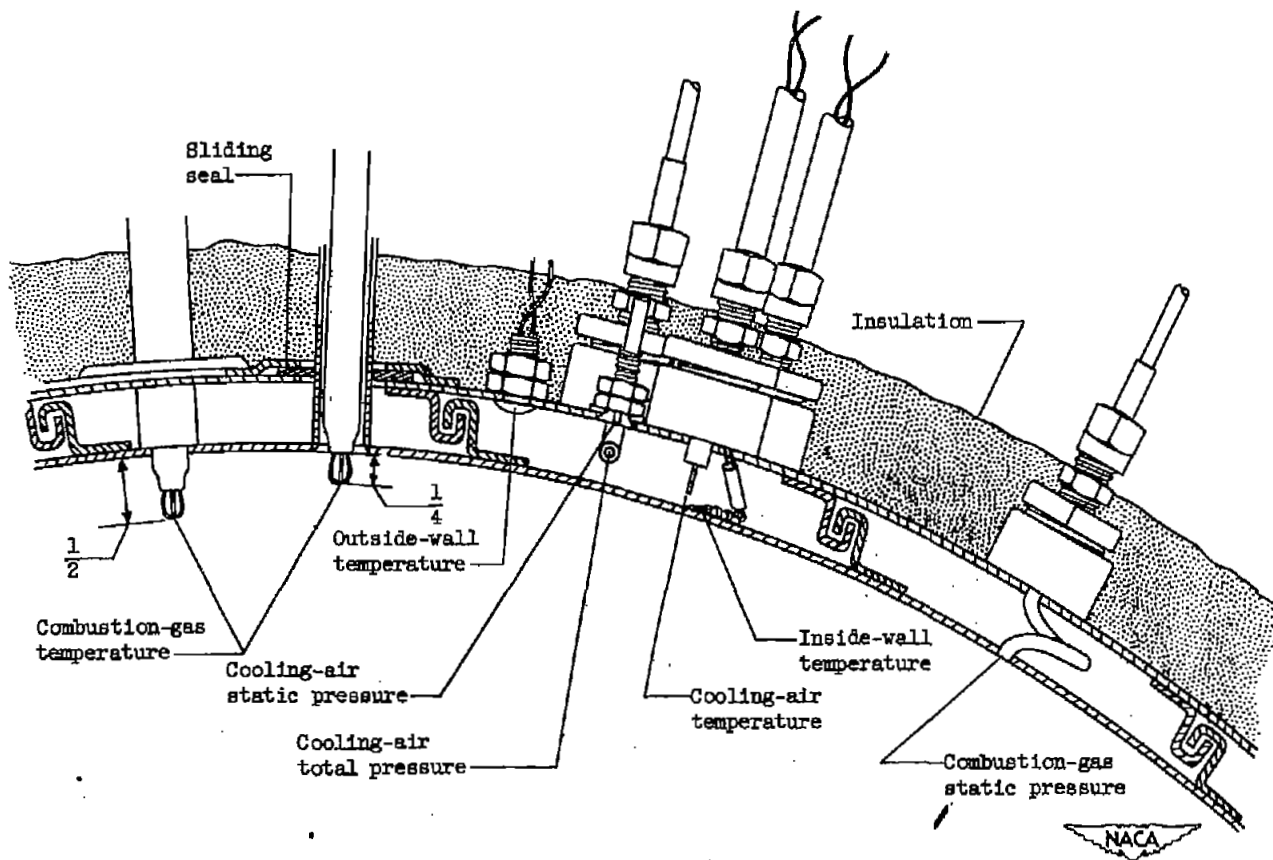 Sliding
seal
Insulation
1/4
1/2
Outside-wall
temperature
Combustion-gas
temperature
Cooling-air
static pressure
Inside-wall
temperature
Cooling-air
temperature
Cooling-air
total pressure
Combustion-gas
static pressure
NACA